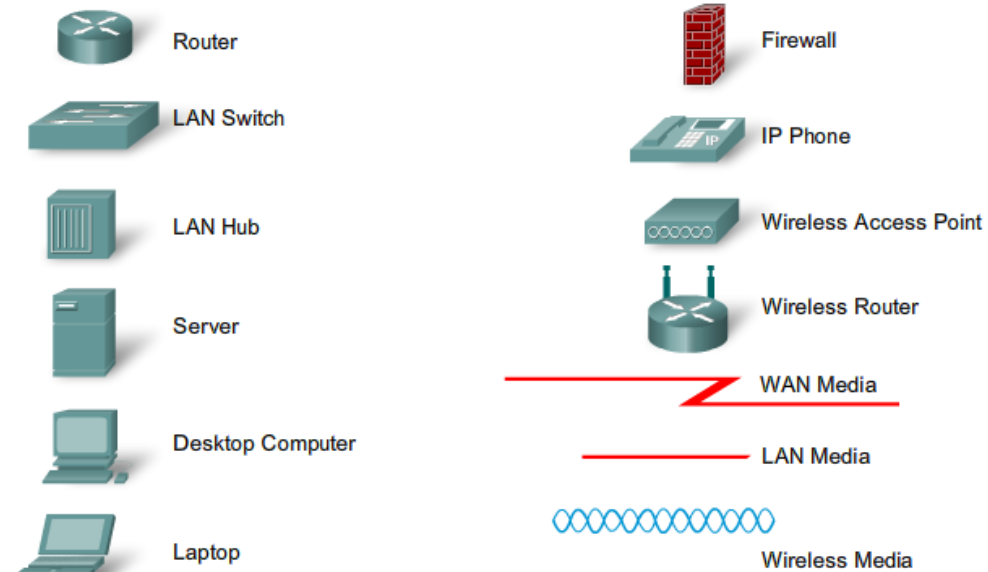 Router
LAN Switch
LAN Hub
Server
Desktop Computer
Laptop
Firewall
IP Phone
IP
Wireless Access Point
Wireless Router
WAN Media
LAN Media
Wireless Media